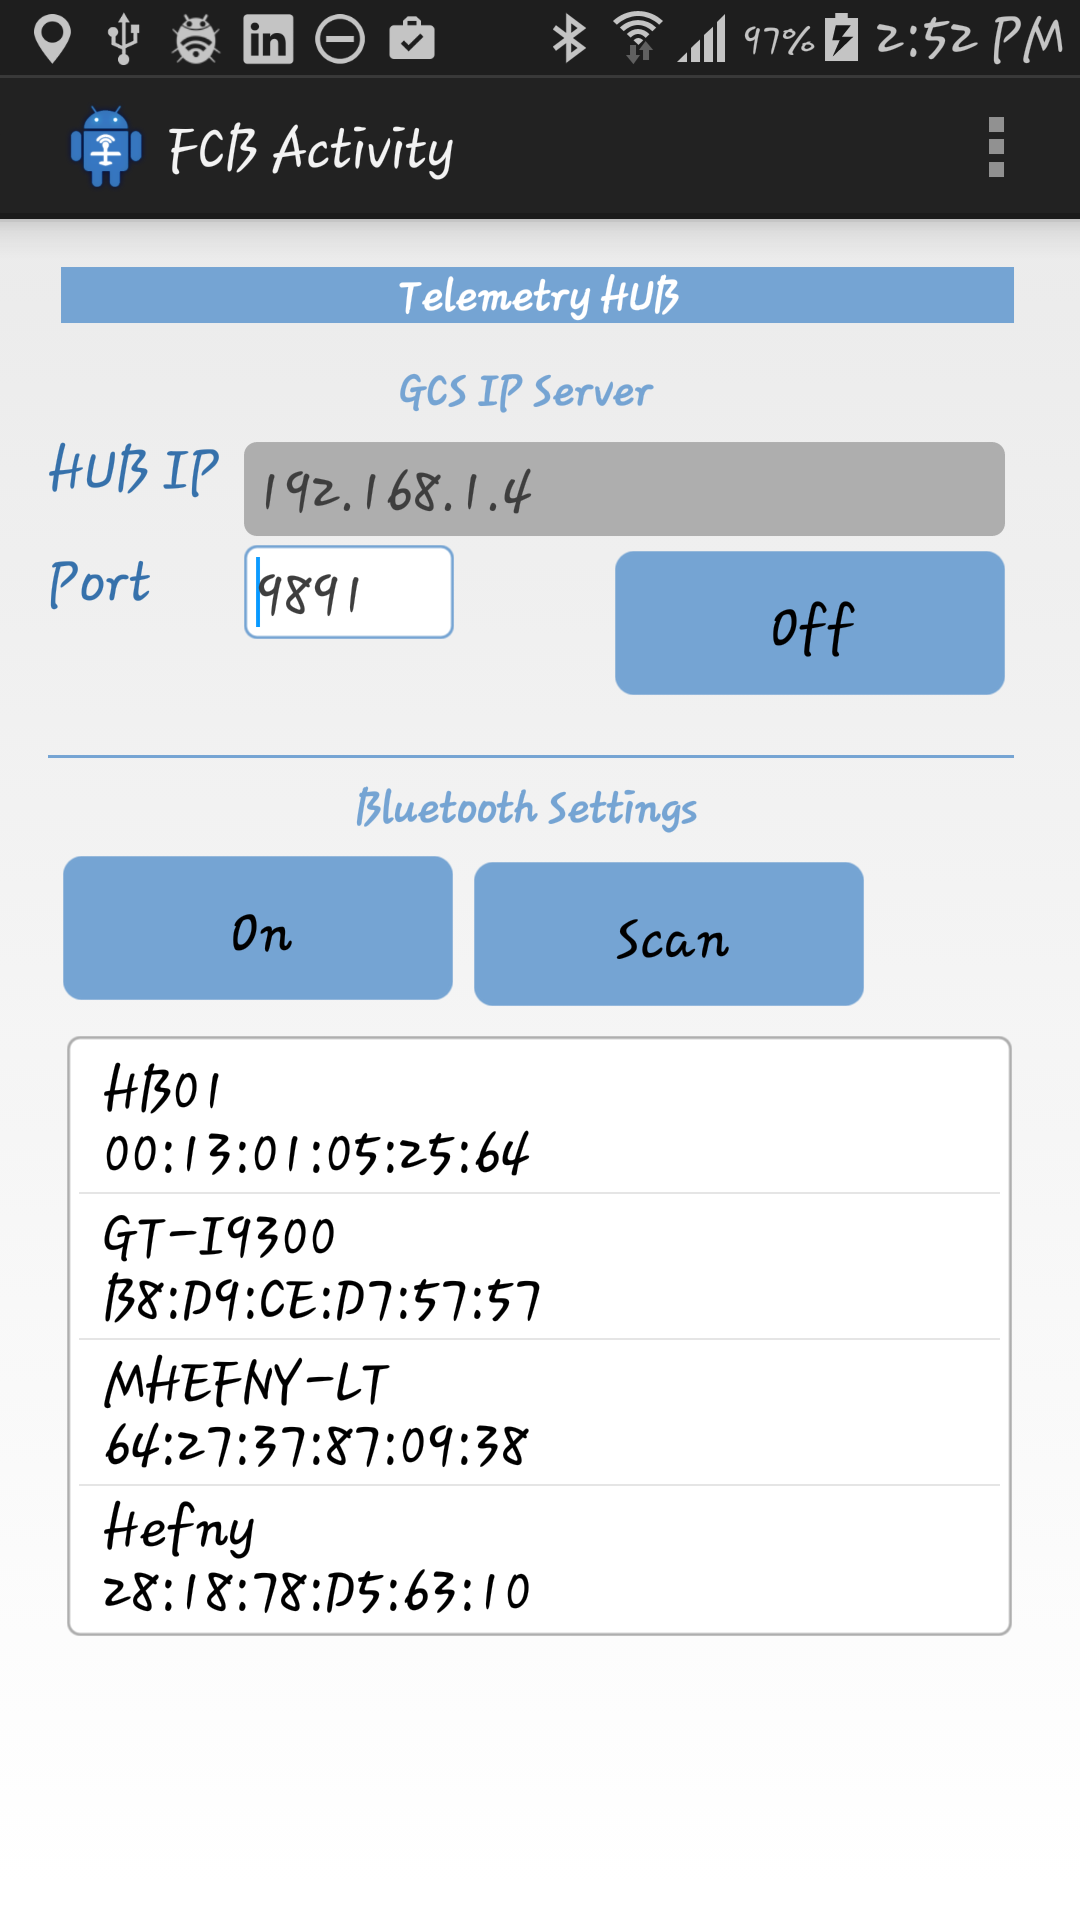 97% 2:52 PM
FCB Activity
Telemetry HUB
GCS IP Server
HUB IP 192.168.1.4
Port 9891 Off
Bluetooth Settings
On Scan
HB01
00:13:01:05:25:64
GT-I9300
B8:D9:CE:D7:57:57
MHEFNY-LT
64:27:37:87:09:38
Hefny
28:18:78:D5:63:10